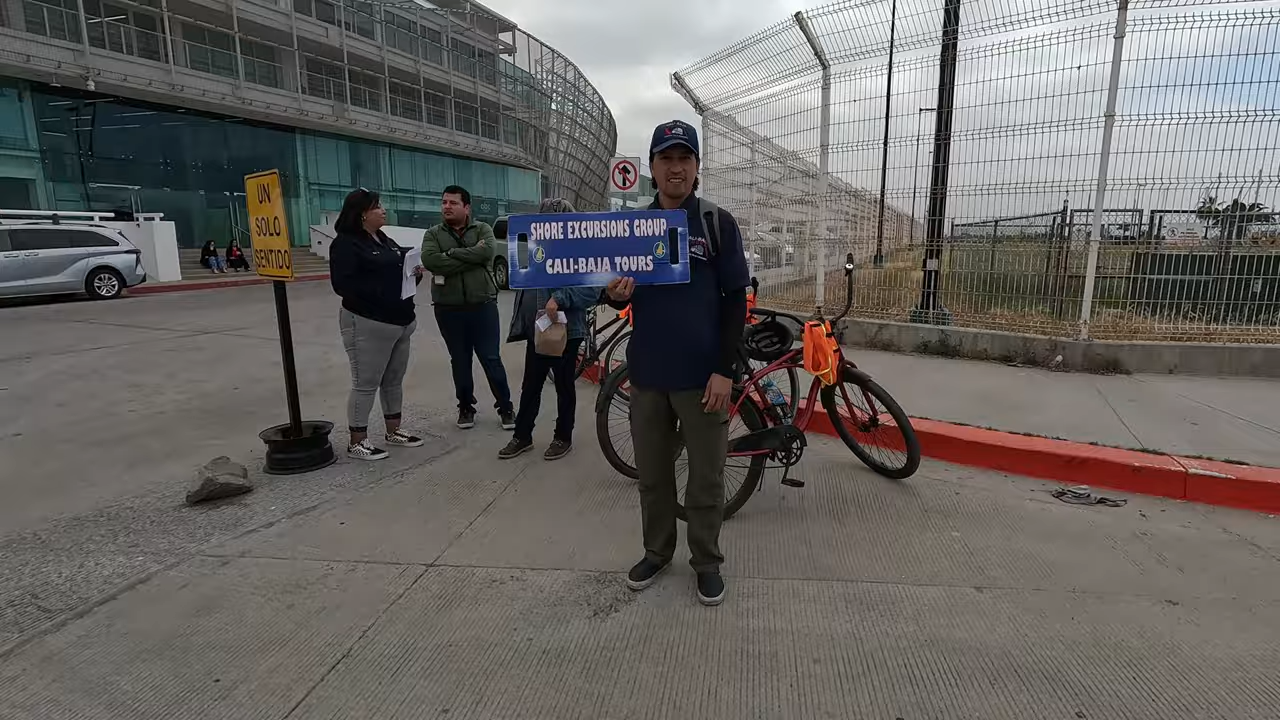 UN
SOLO
SENTIDO
SHORE EXCURSIONS GROUP
CALI-BAJA TOURS